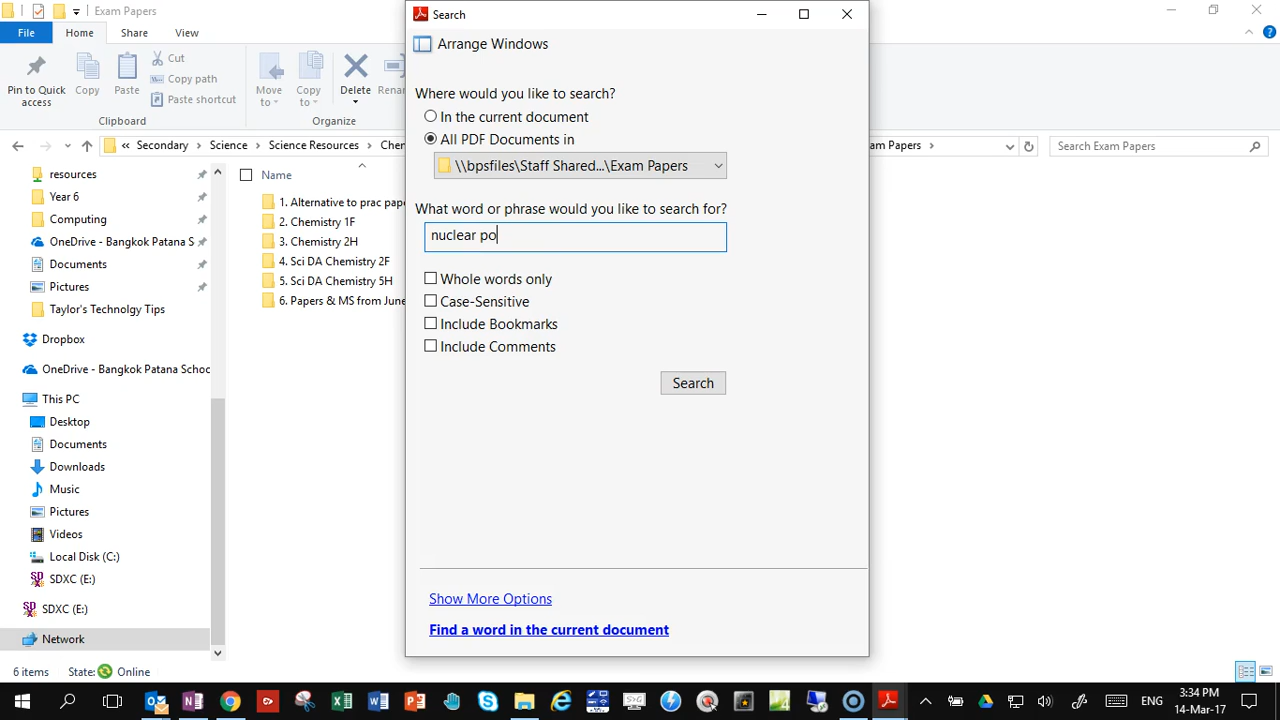 Exam Papers
File Home Share View
Pin to Quick access
Copy
Paste
Cut
Copy path
Paste shortcut
Clipboard
Move to
Copy to
Delete
Renan
Organize
« Secondary > Science > Science Resources > Chen
am Papers >
Search Exam Papers
resources
Year 6
Computing
OneDrive - Bangkok Patana S
Documents
Pictures
Taylor's Technolgy Tips
Dropbox
OneDrive - Bangkok Patana Schoo
This PC
Desktop
Documents
Downloads
Music
Pictures
Videos
Local Disk (C:)
SDXC (E:)
SDXC (E:)
Network
Name
1. Alternative to prac pape
2. Chemistry 1F
3. Chemistry 2H
4. Sci DA Chemistry 2F
5. Sci DA Chemistry 5H
6. Papers & MS from June
Search
Arrange Windows
Where would you like to search?
In the current document
All PDF Documents in
\\bpsfiles\Staff Shared...\Exam Papers
What word or phrase would you like to search for?
nuclear po
Whole words only
Case-Sensitive
Include Bookmarks
Include Comments
Search
Show More Options
Find a word in the current document
6 items State: Online
ENG
3:34 PM
14-Mar-17